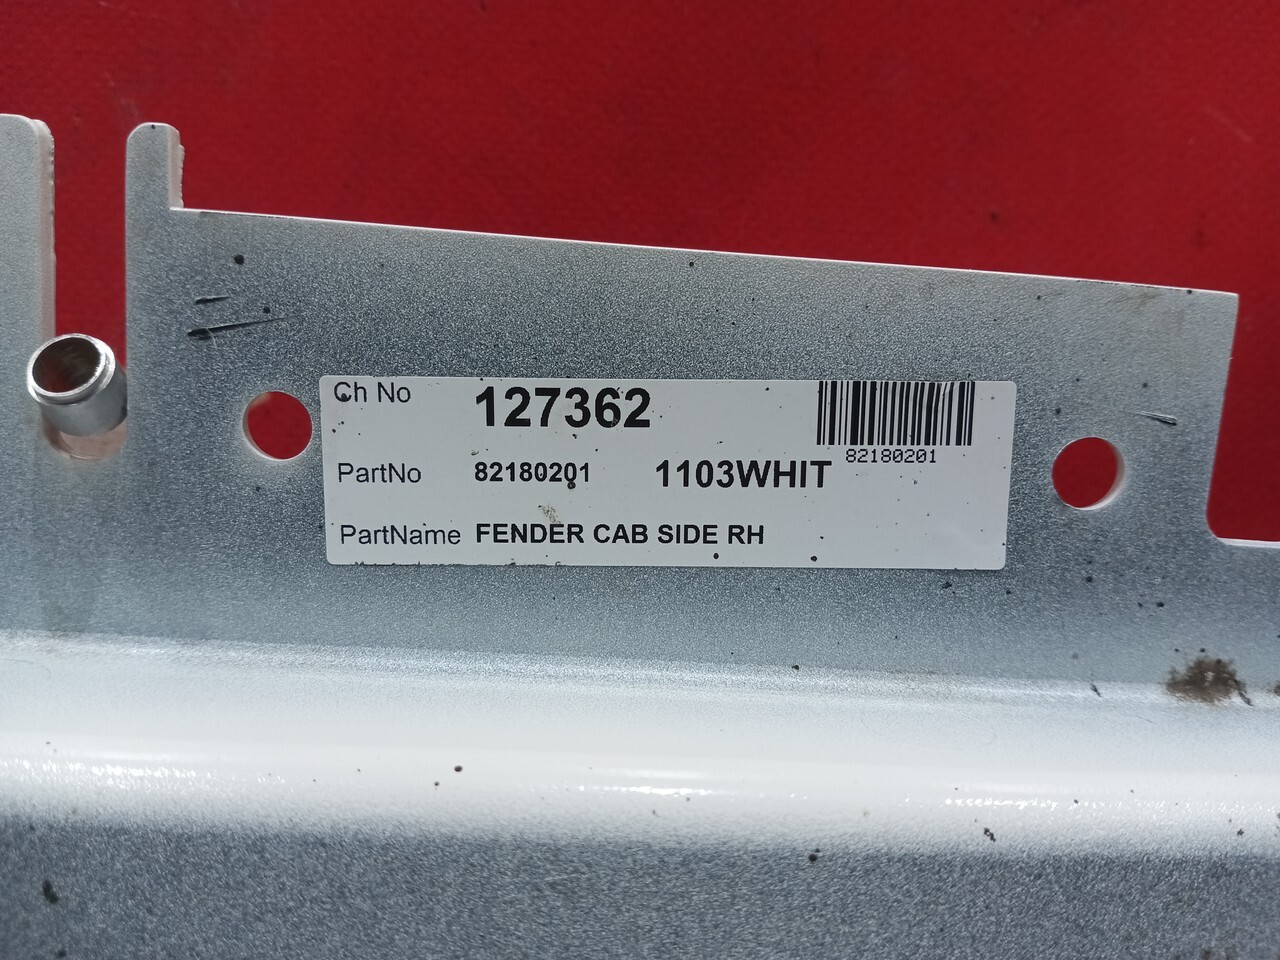 Ch No 127362
82180201
PartNo 82180201 1103WHIT
PartName FENDER CAB SIDE RH